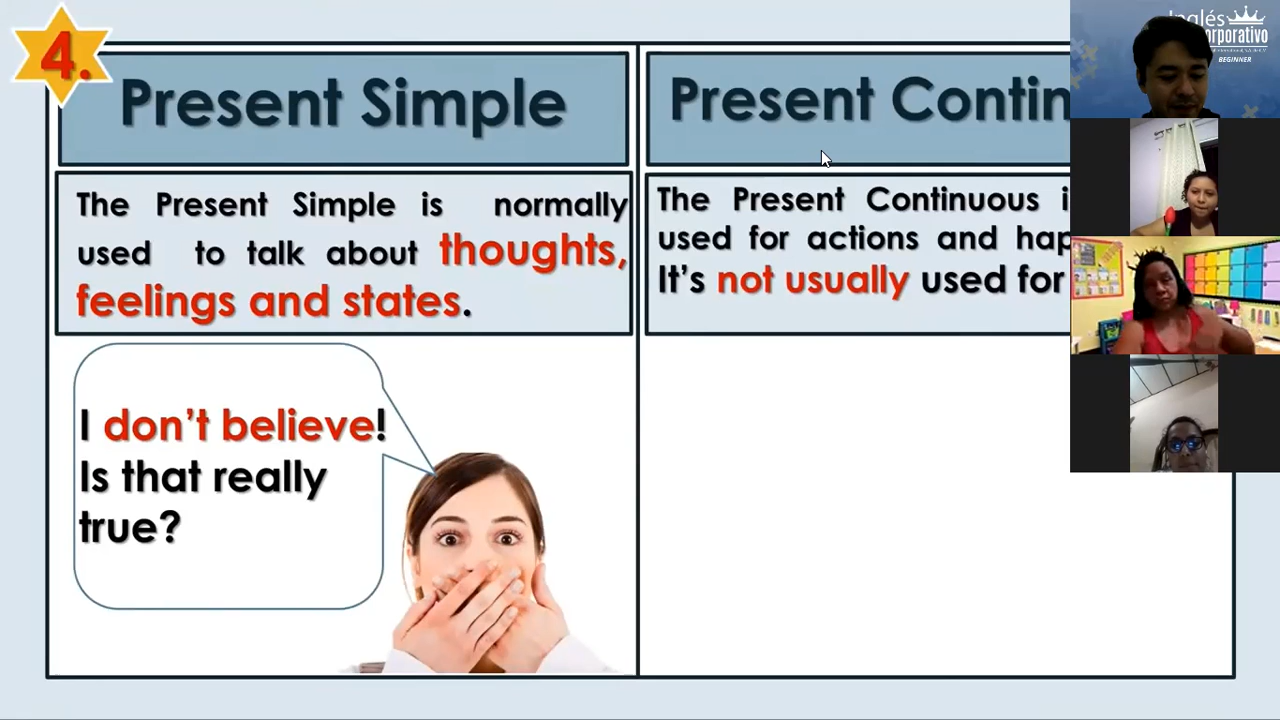 4.
Present Simple
The Present Simple is normally
used to talk about thoughts,
feelings and states.
I don't believe!
Is that really
true?
Present Contin
The Present Continuous i
used for actions and hap
It's not usually used for
Inglés
BEGINNER